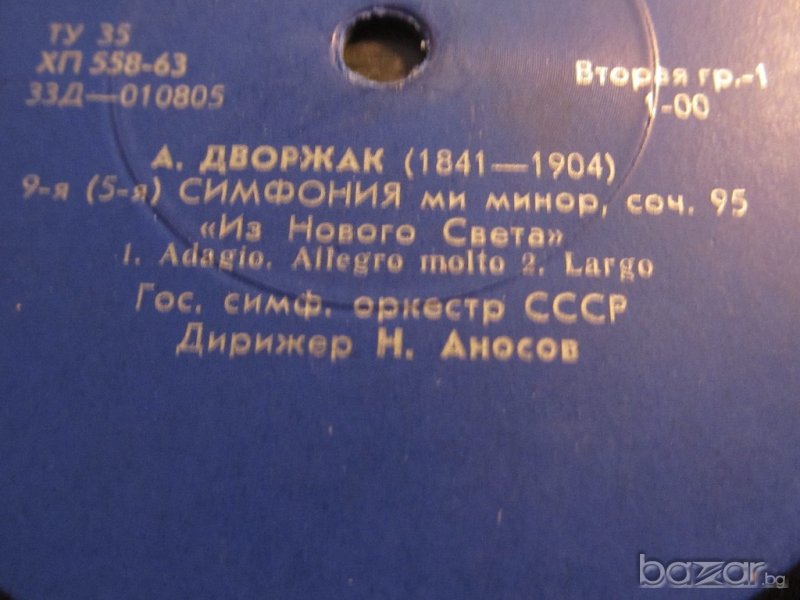 ТУ 35
ХП 558-63
33Д—010805
Вторая гр.-1
1-00
А. ДВОРЖАК (1841—1904)
9-я (5-я) СИМФОНИЯ ми минор, соч. 95
«Из Нового Света»
1. Adagio. Allegro molto 2. Largo
Гос. симф. оркестр СССР
Дирижер Н. Аносов
bazar.bg